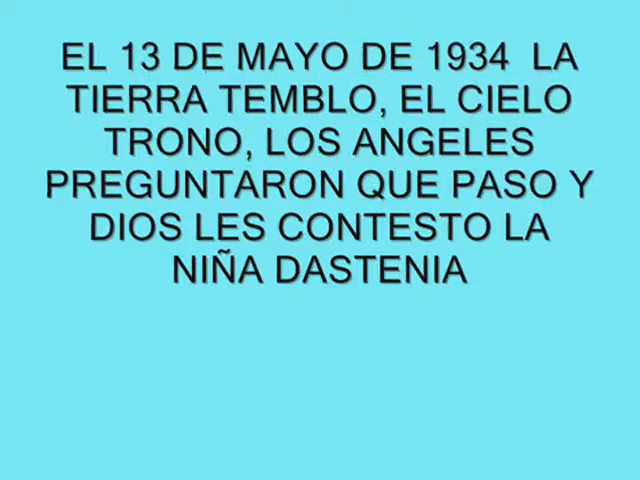 EL 13 DE MAYO DE 1934 LA
TIERRA TEMBLO, EL CIELO
TRONO, LOS ANGELES
PREGUNTARON QUE PASO Y
DIOS LES CONTESTO LA
NIÑA DASTENIA